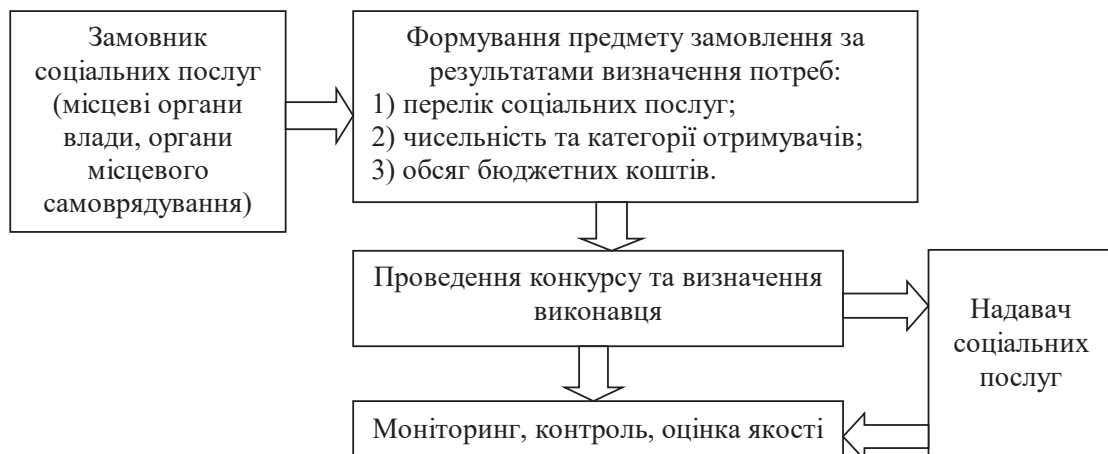 Замовник
соціальних послуг
(місцеві органи
влади, органи
місцевого
самоврядування)
Формування предмету замовлення за
результатами визначення потреб:
1) перелік соціальних послуг;
2) чисельність та категорії отримувачів;
3) обсяг бюджетних коштів.
Проведення конкурсу та визначення
виконавця
Надавач
соціальних
послуг
Моніторинг, контроль, оцінка якості